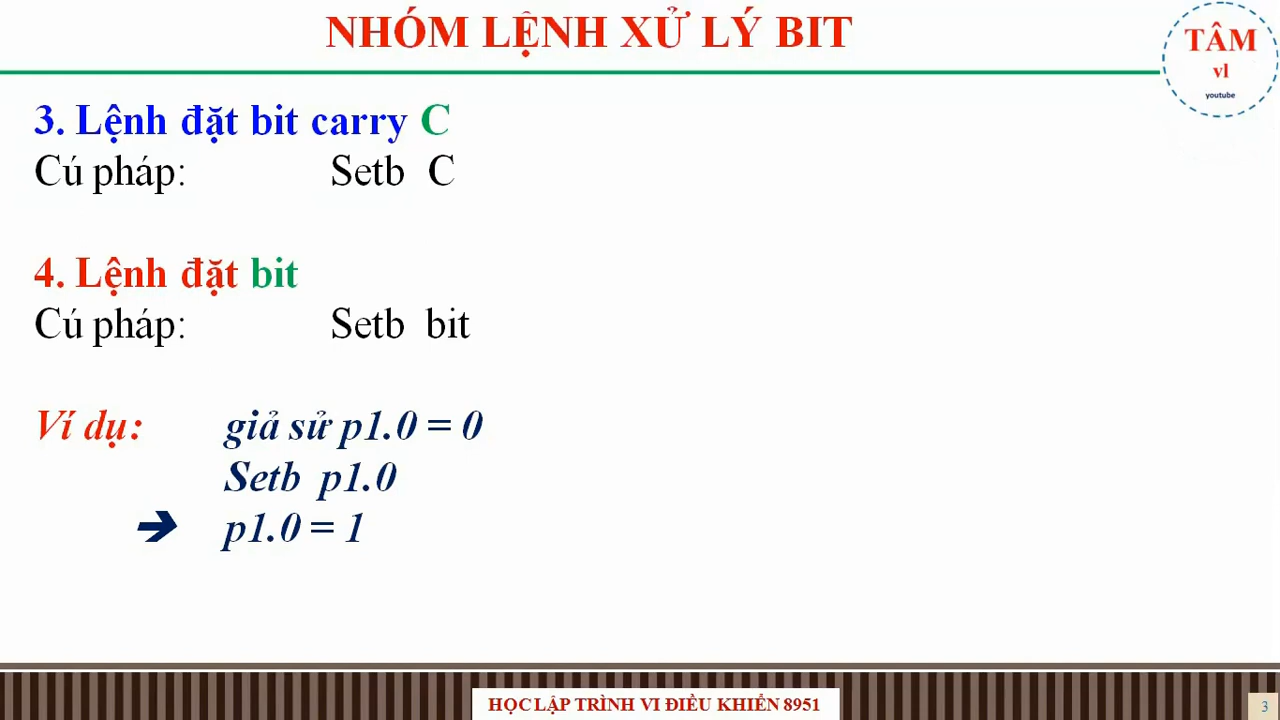 NHÓM LỆNH XỬ LÝ BIT
TÂM
vl
youtube
3. Lệnh đặt bit carry C
Cú pháp: Setb C
4. Lệnh đặt bit
Cú pháp: Setb bit
Ví dụ: giả sử p1.0 = 0
Setb p1.0
➔ p1.0 = 1
HỌC LẬP TRÌNH VI ĐIỀU KHIỂN 8951
3